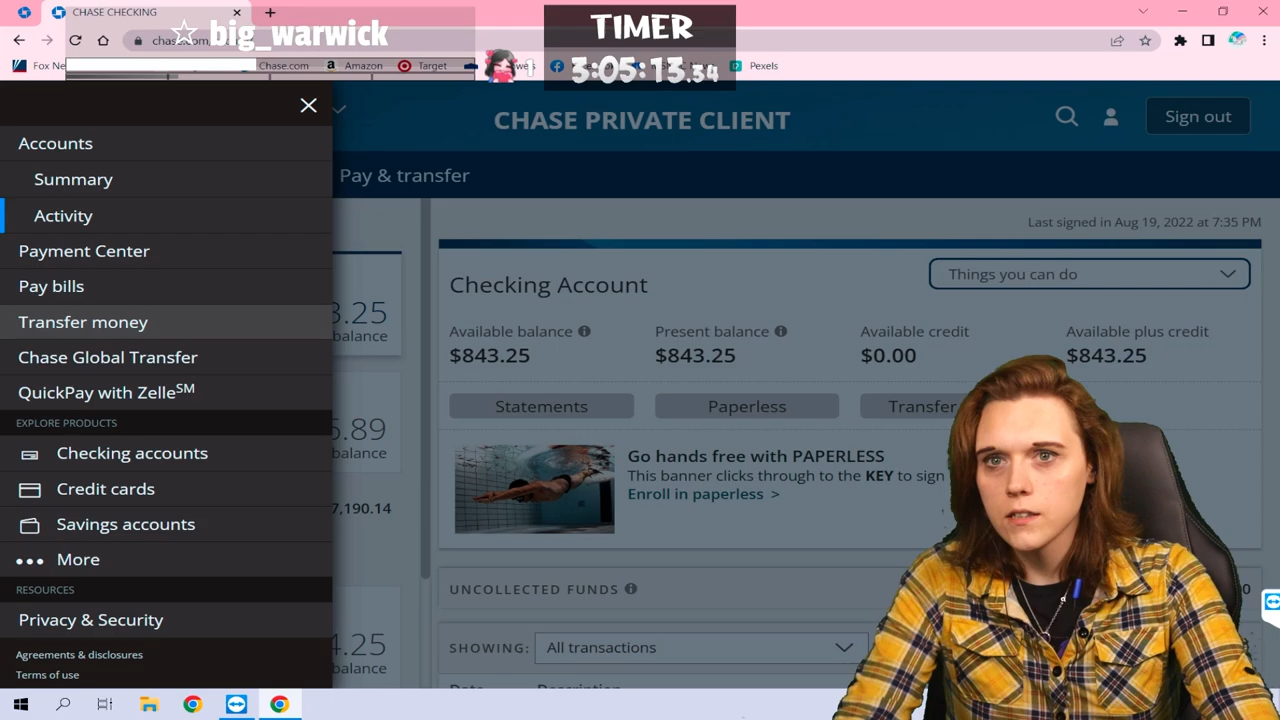 CHASE CHECKING
☆ big_warwick
TIMER
3:05:13.34
1
Fox Ne
Chase.com
Amazon
Target
Pexels
CHASE PRIVATE CLIENT
Sign out
Pay & transfer
Accounts
Summary
Activity
Payment Center
Pay bills
Transfer money
Chase Global Transfer
QuickPay with Zelle℠
EXPLORE PRODUCTS
Checking accounts
Credit cards
Savings accounts
More
RESOURCES
Privacy & Security
Agreements & disclosures
Terms of use
3.25
balance
5.89
balance
7,190.14
4.25
balance
Last signed in Aug 19, 2022 at 7:35 PM
Checking Account
Things you can do
Available balance
Present balance
Available credit
Available plus credit
$843.25
$843.25
$0.00
$843.25
Statements
Paperless
Transfer
Go hands free with PAPERLESS
This banner clicks through to the KEY to sign
Enroll in paperless >
UNCOLLECTED FUNDS
SHOWING:
All transactions